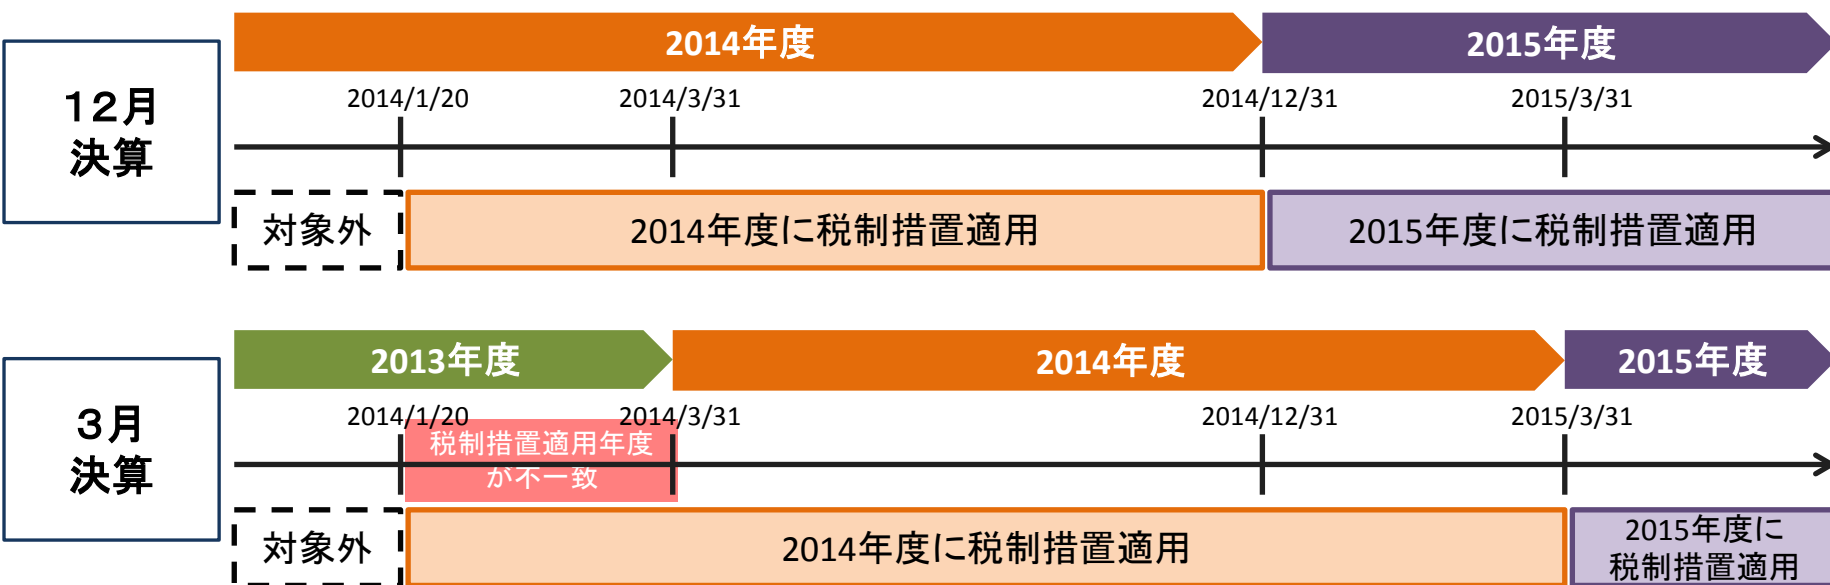 2014年度
2015年度
12月
決算
2014/1/20
2014/3/31
2014/12/31
2015/3/31
対象外
2014年度に税制措置適用
2015年度に税制措置適用
2013年度
2014年度
2015年度
3月
決算
2014/1/20
2014/3/31
2014/12/31
2015/3/31
税制措置適用年度
が不一致
対象外
2014年度に税制措置適用
2015年度に
税制措置適用